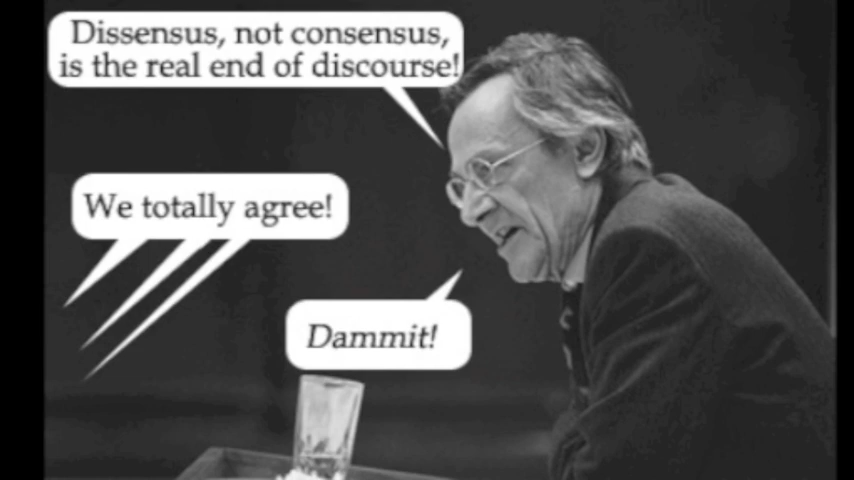 Dissensus, not consensus,
is the real end of discourse!
We totally agree!
Dammit!